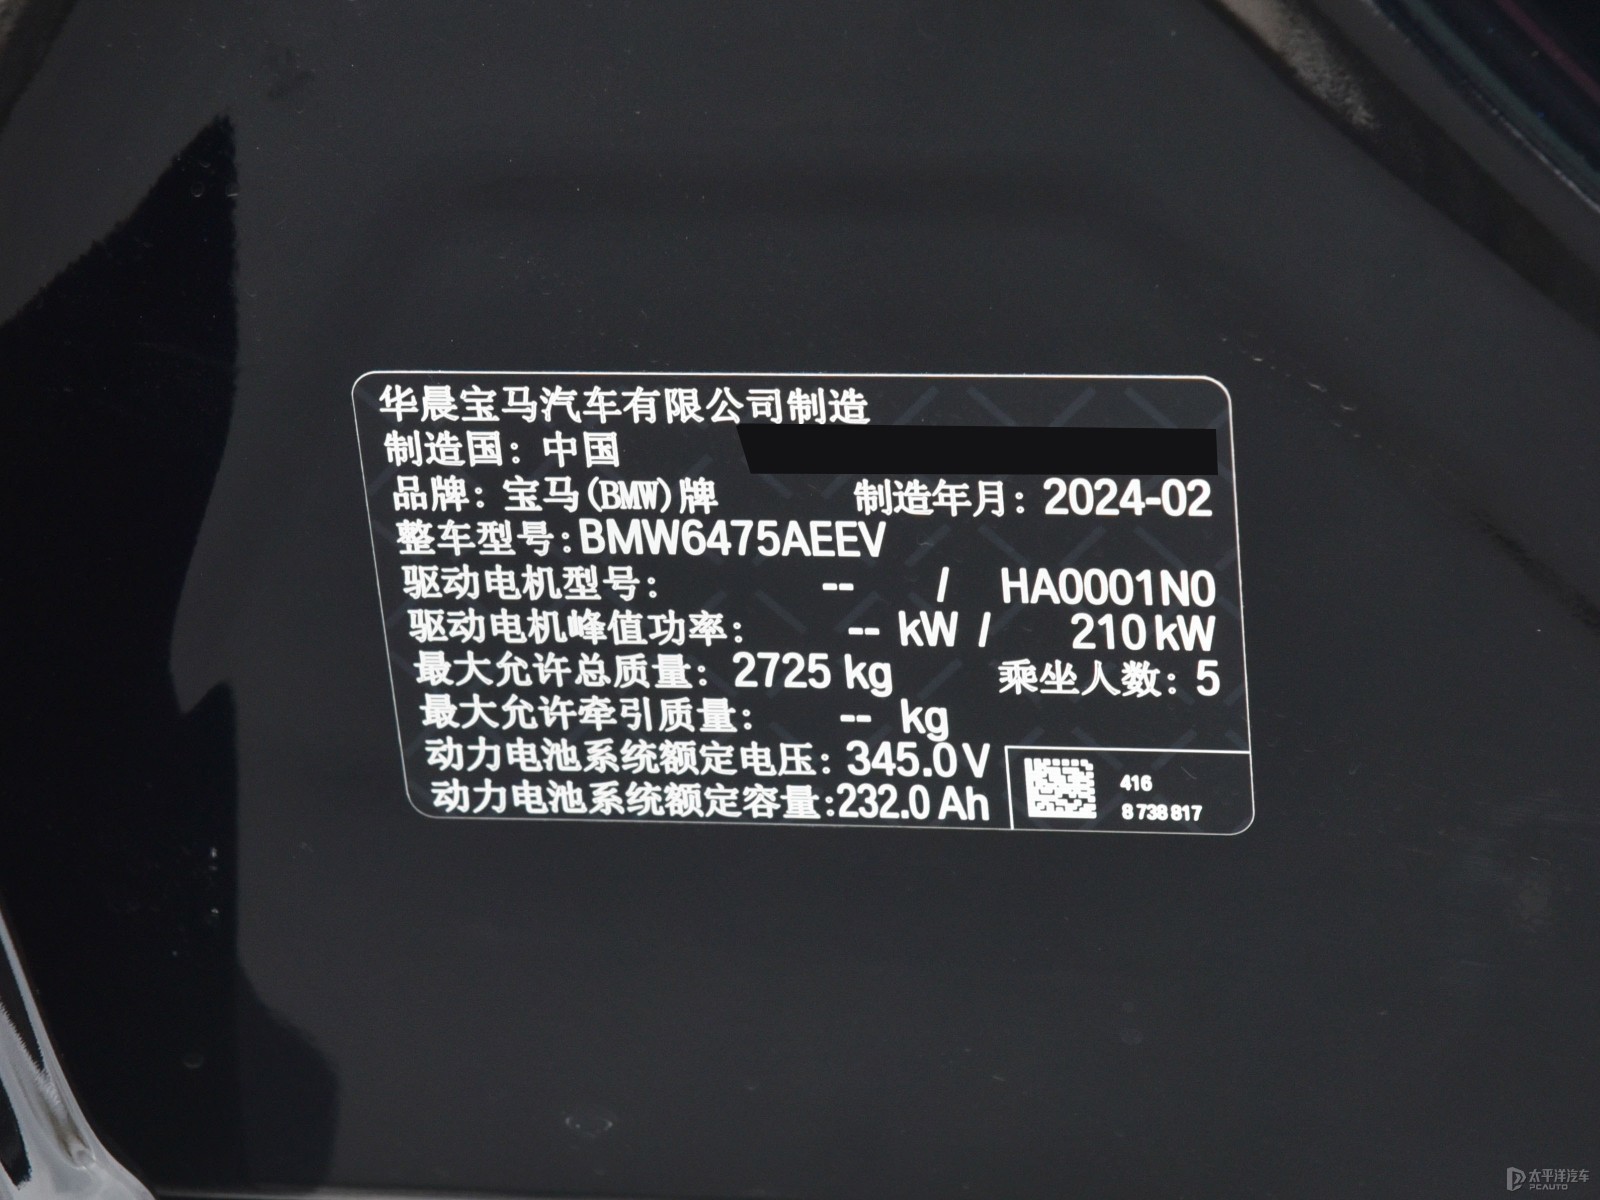 华晨宝马汽车有限公司制造
制造国：中国
品牌：宝马(BMW)牌 制造年月：2024-02
整车型号:BMW6475AEEV
驱动电机型号： -- / HA0001N0
驱动电机峰值功率： -- kW / 210 kW
最大允许总质量：2725 kg 乘坐人数：5
最大允许牵引质量： -- kg
动力电池系统额定电压：345.0V
动力电池系统额定容量:232.0 Ah
416
8 738 817
太平洋汽车
PCAUTO